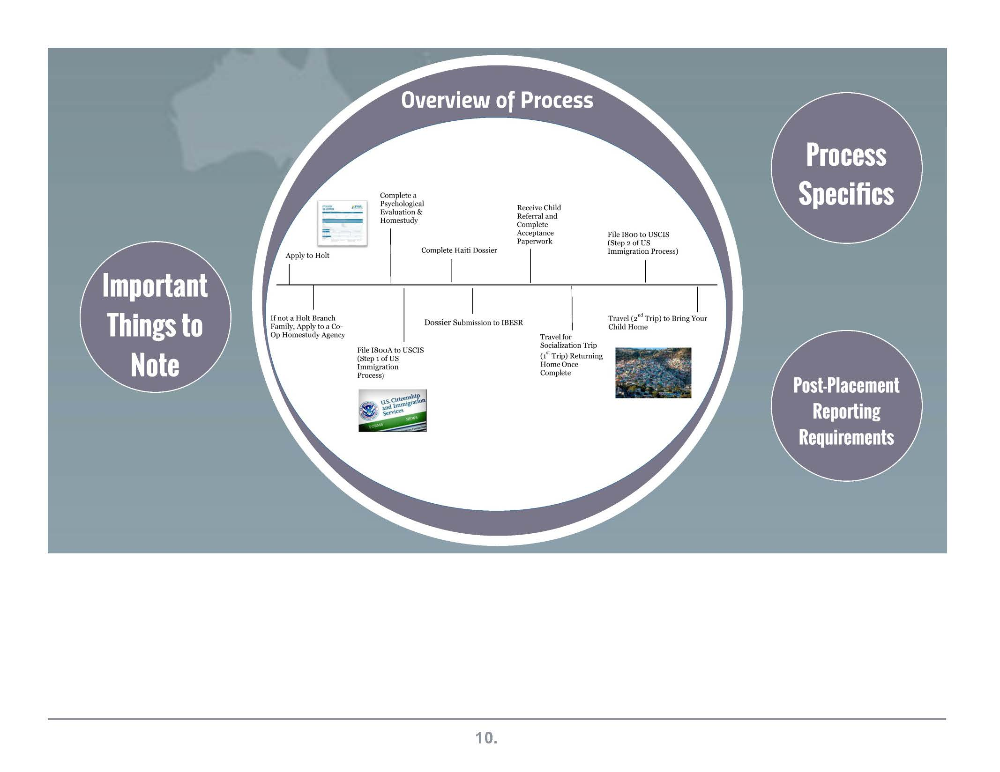 Overview of Process
Process
Specifics
Important
Things to
Note
Post-Placement
Reporting
Requirements
Apply to Holt
If not a Holt Branch
Family, Apply to a Co-
Op Homestudy Agency
Complete a
Psychological
Evaluation &
Homestudy
File I800A to USCIS
(Step 1 of US
Immigration
Process)
U.S. Citizenship
and Immigration
Services
FORMS
NEWS
Complete Haiti Dossier
Dossier Submission to IBESR
Receive Child
Referral and
Complete
Acceptance
Paperwork
Travel for
Socialization Trip
(1st Trip) Returning
Home Once
Complete
File I800 to USCIS
(Step 2 of US
Immigration Process)
Travel (2nd Trip) to Bring Your
Child Home
10.